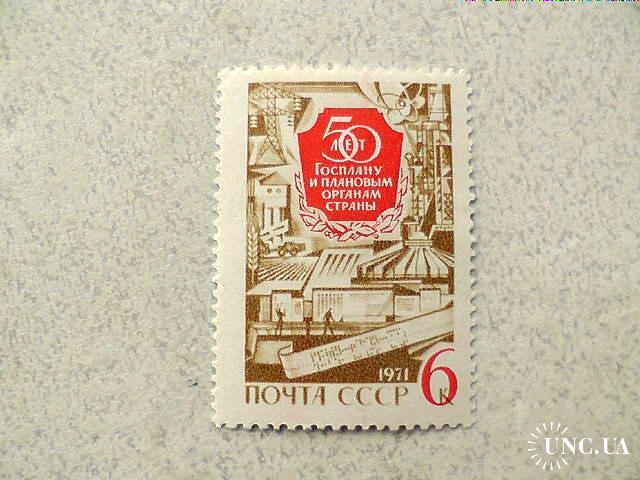 50
ЛЕТ
ГОСПЛАНУ
И ПЛАНОВЫМ
ОРГАНАМ
СТРАНЫ
1971
6 К
ПОЧТА СССР
UNC.UA